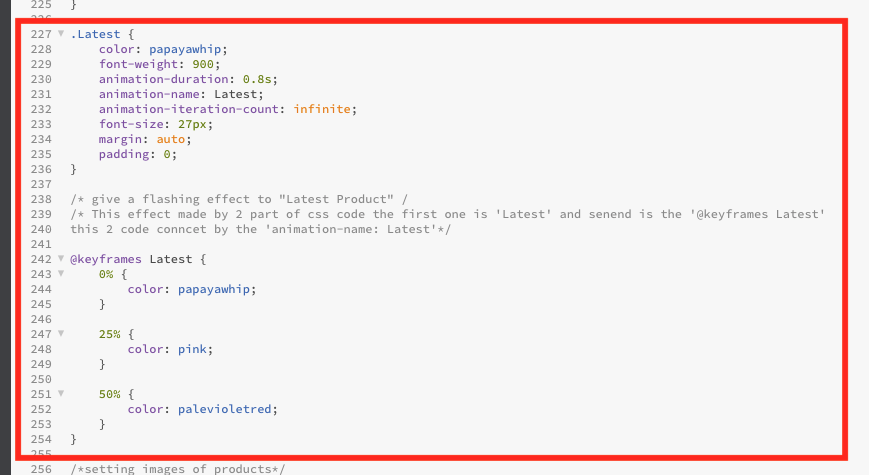 225 }
226
227 .Latest {
228 color: papayawhip;
229 font-weight: 900;
230 animation-duration: 0.8s;
231 animation-name: Latest;
232 animation-iteration-count: infinite;
233 font-size: 27px;
234 margin: auto;
235 padding: 0;
236 }
237
238 /* give a flashing effect to "Latest Product" /
239 /* This effect made by 2 part of css code the first one is 'Latest' and senend is the '@keyframes Latest'
240 this 2 code conncet by the 'animation-name: Latest'*/
241
242 @keyframes Latest {
243 0% {
244 color: papayawhip;
245 }
246
247 25% {
248 color: pink;
249 }
250
251 50% {
252 color: palevioletred;
253 }
254 }
255
256 /*setting images of products*/